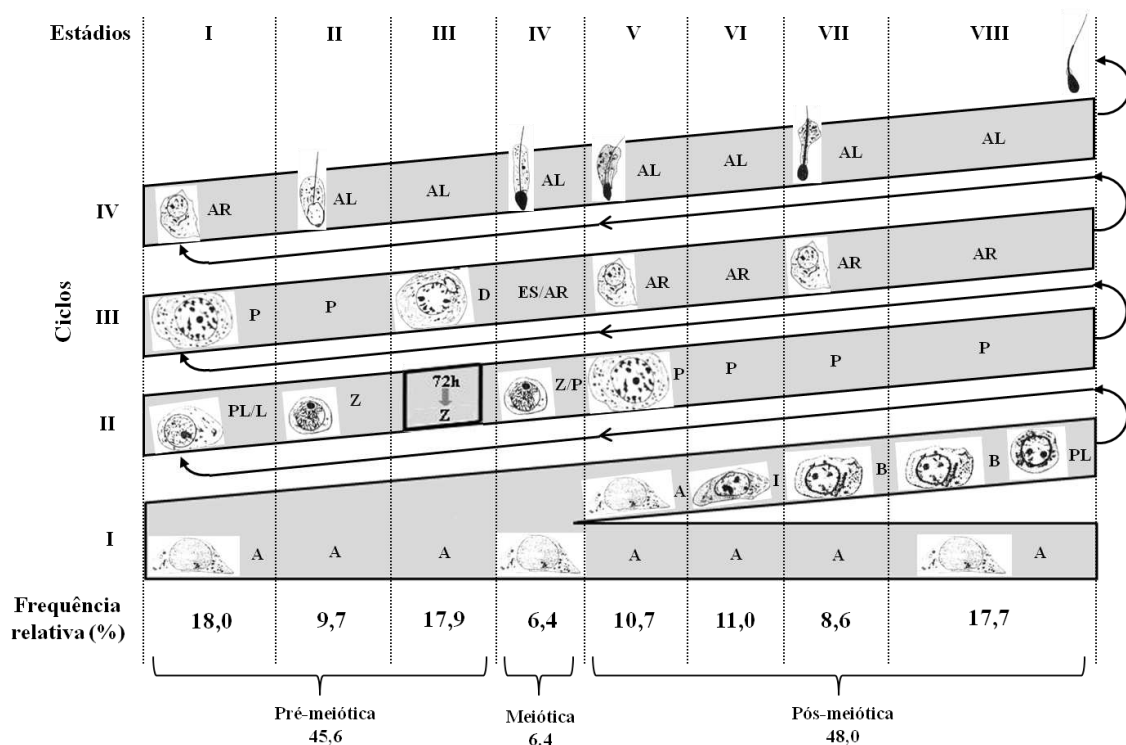 Estádios I II III IV V VI VII VIII
AL
AL
AL
AL
AL
AL
IV AR AL
Ciclos
AR
AR
AR
III P P D ES/AR AR
P
P
P
II PL/L Z 72h Z/P P
Z
PL
B
B
I
A
I
A A A A A A A
Frequência
relativa (%) 18,0 9,7 17,9 6,4 10,7 11,0 8,6 17,7
Pré-meiótica Meiótica Pós-meiótica
45,6 6,4 48,0